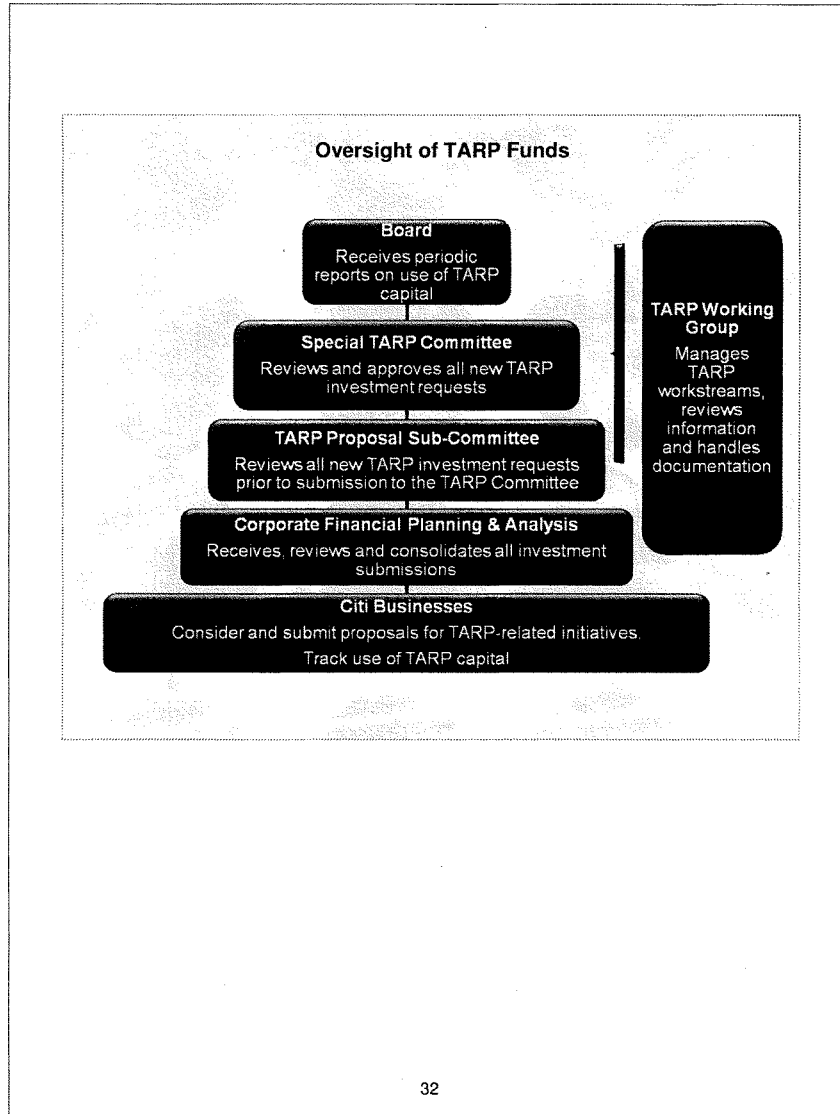 Oversight of TARP Funds
Board
Receives periodic
reports on use of TARP
capital
Special TARP Committee
Reviews and approves all new TARP
investment requests
TARP Proposal Sub-Committee
Reviews all new TARP investment requests
prior to submission to the TARP Committee
Corporate Financial Planning & Analysis
Receives, reviews and consolidates all investment
submissions
Citi Businesses
Consider and submit proposals for TARP-related initiatives.
Track use of TARP capital
TARP Working
Group
Manages
TARP
workstreams,
reviews
information
and handles
documentation
32